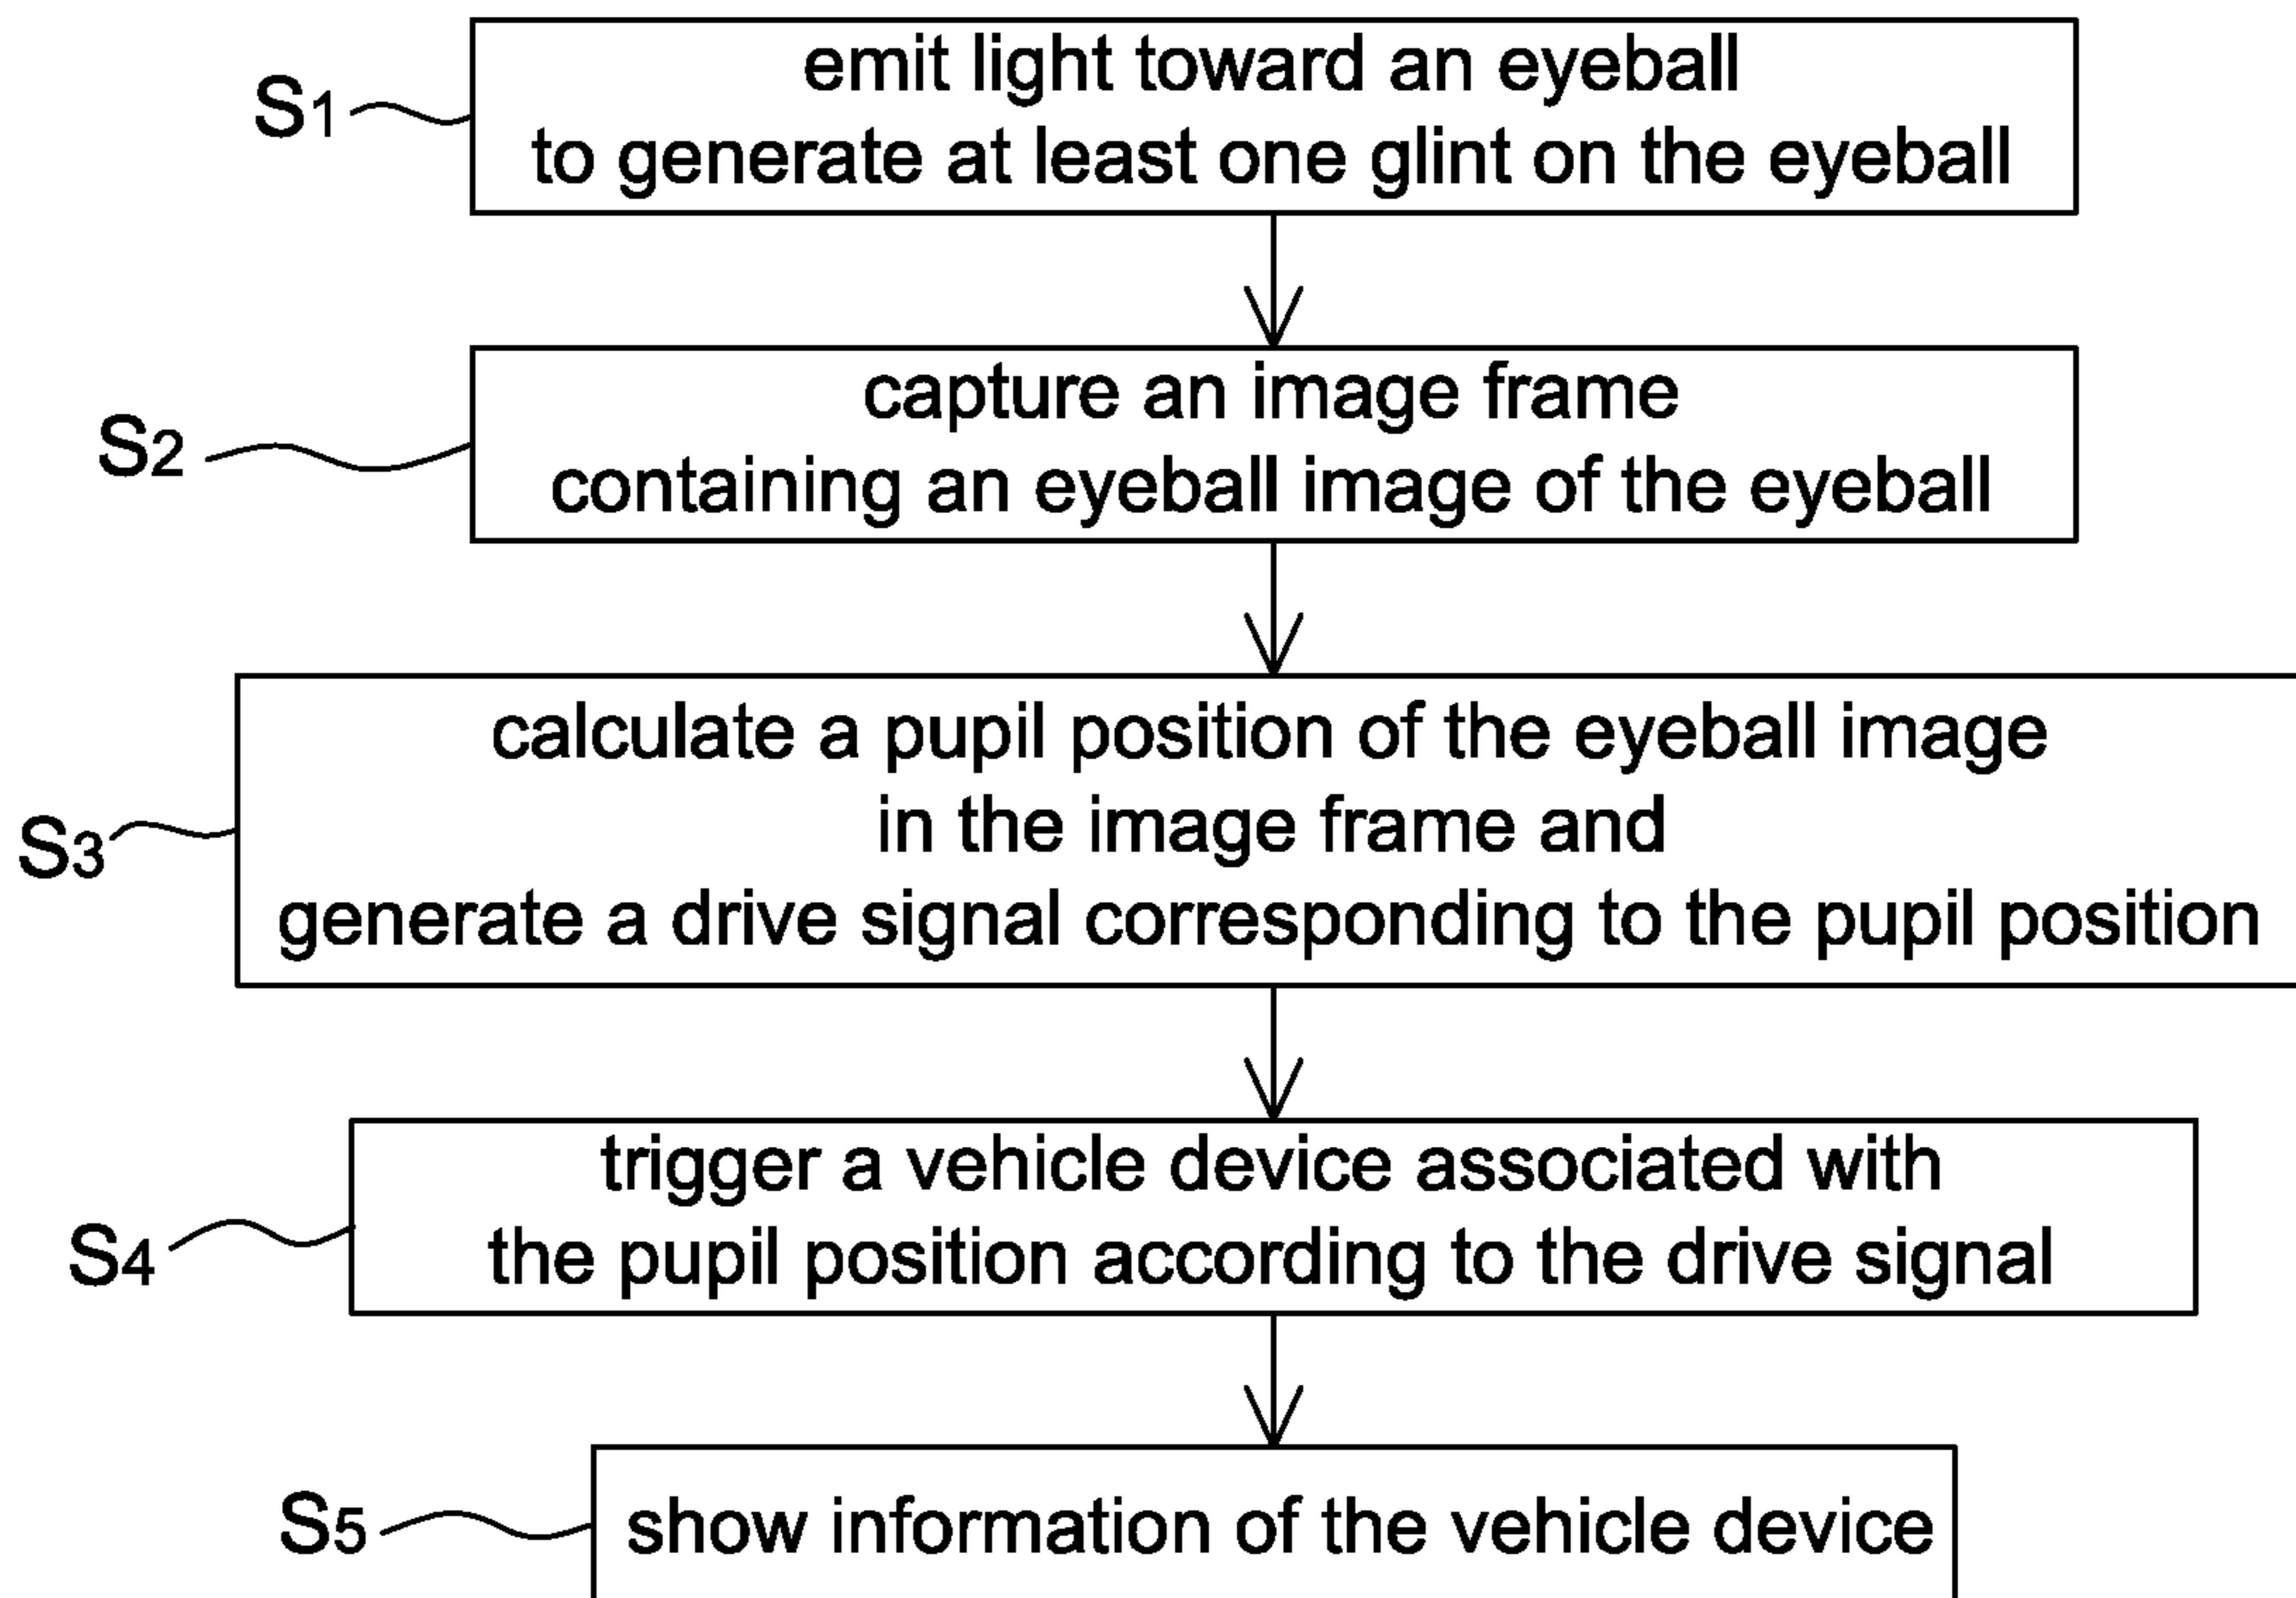 S1
emit light toward an eyeball
to generate at least one glint on the eyeball
S2
capture an image frame
containing an eyeball image of the eyeball
S3
calculate a pupil position of the eyeball image
in the image frame and
generate a drive signal corresponding to the pupil position
S4
trigger a vehicle device associated with
the pupil position according to the drive signal
S5
show information of the vehicle device